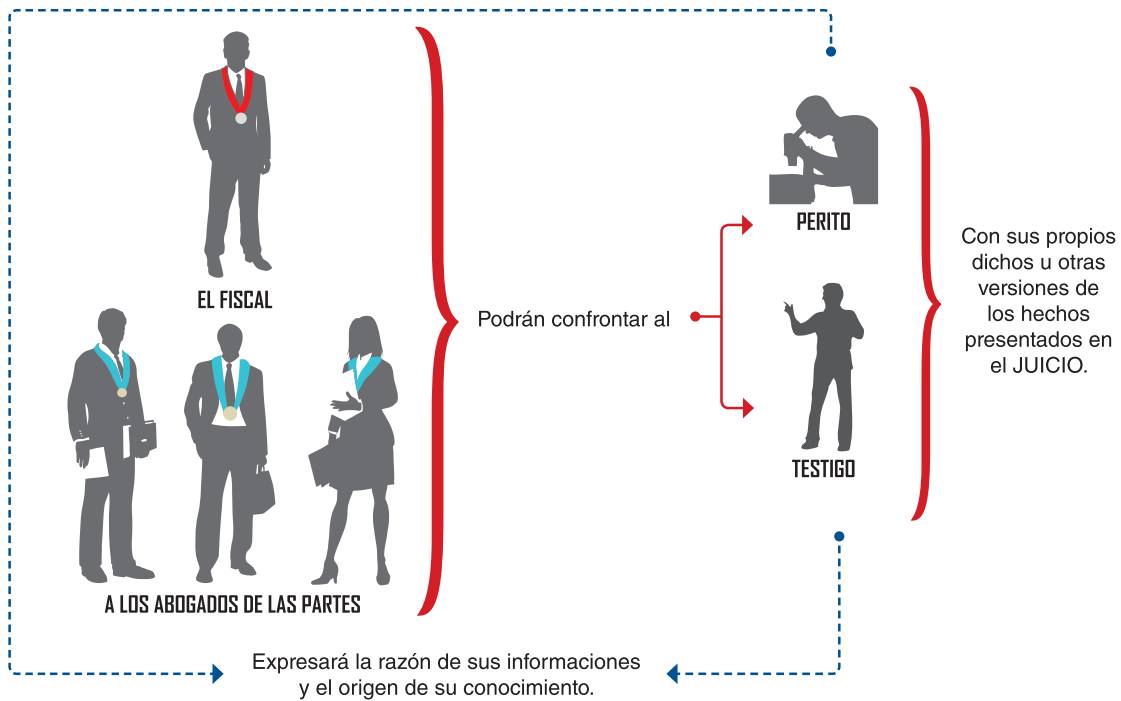 EL FISCAL
A LOS ABOGADOS DE LAS PARTES
Podrán confrontar al
PERITO
TESTIGO
Con sus propios
dichos u otras
versiones de
los hechos
presentados en
el JUICIO.
Expresará la razón de sus informaciones
y el origen de su conocimiento.